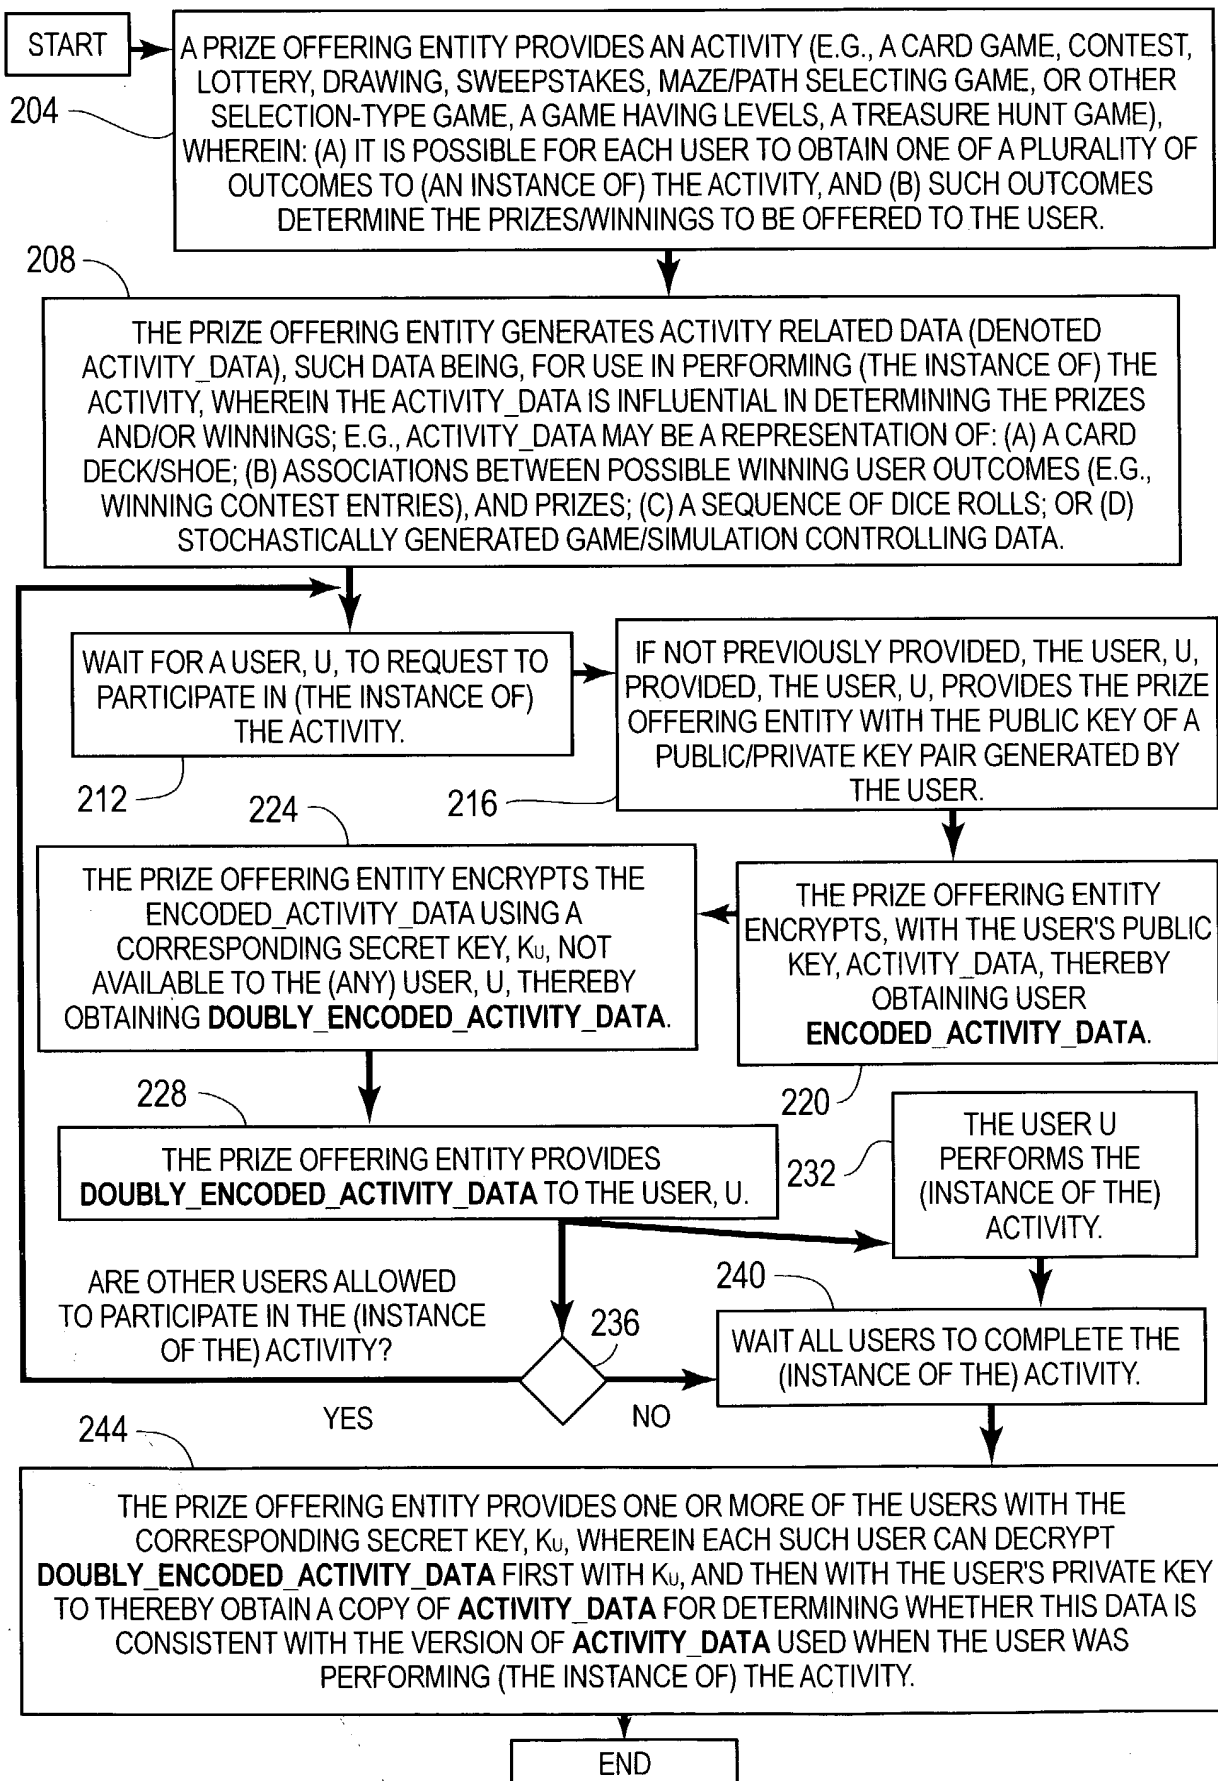 START
A PRIZE OFFERING ENTITY PROVIDES AN ACTIVITY (E.G., A CARD GAME, CONTEST,
LOTTERY, DRAWING, SWEEPSTAKES, MAZE/PATH SELECTING GAME, OR OTHER
SELECTION-TYPE GAME, A GAME HAVING LEVELS, A TREASURE HUNT GAME),
WHEREIN: (A) IT IS POSSIBLE FOR EACH USER TO OBTAIN ONE OF A PLURALITY OF
OUTCOMES TO (AN INSTANCE OF) THE ACTIVITY, AND (B) SUCH OUTCOMES
DETERMINE THE PRIZES/WINNINGS TO BE OFFERED TO THE USER.
204
208
THE PRIZE OFFERING ENTITY GENERATES ACTIVITY RELATED DATA (DENOTED
ACTIVITY_DATA), SUCH DATA BEING, FOR USE IN PERFORMING (THE INSTANCE OF) THE
ACTIVITY, WHEREIN THE ACTIVITY_DATA IS INFLUENTIAL IN DETERMINING THE PRIZES
AND/OR WINNINGS; E.G., ACTIVITY_DATA MAY BE A REPRESENTATION OF: (A) A CARD
DECK/SHOE; (B) ASSOCIATIONS BETWEEN POSSIBLE WINNING USER OUTCOMES (E.G.,
WINNING CONTEST ENTRIES), AND PRIZES; (C) A SEQUENCE OF DICE ROLLS; OR (D)
STOCHASTICALLY GENERATED GAME/SIMULATION CONTROLLING DATA.
WAIT FOR A USER, U, TO REQUEST TO
PARTICIPATE IN (THE INSTANCE OF)
THE ACTIVITY.
212
IF NOT PREVIOUSLY PROVIDED, THE USER, U,
PROVIDED, THE USER, U, PROVIDES THE PRIZE
OFFERING ENTITY WITH THE PUBLIC KEY OF A
PUBLIC/PRIVATE KEY PAIR GENERATED BY
THE USER.
216
224
THE PRIZE OFFERING ENTITY ENCRYPTS THE
ENCODED_ACTIVITY_DATA USING A
CORRESPONDING SECRET KEY, KU, NOT
AVAILABLE TO THE (ANY) USER, U, THEREBY
OBTAINING DOUBLY_ENCODED_ACTIVITY_DATA.
THE PRIZE OFFERING ENTITY
ENCRYPTS, WITH THE USER'S PUBLIC
KEY, ACTIVITY_DATA, THEREBY
OBTAINING USER
ENCODED_ACTIVITY_DATA.
220
228
THE PRIZE OFFERING ENTITY PROVIDES
DOUBLY_ENCODED_ACTIVITY_DATA TO THE USER, U.
232
THE USER U
PERFORMS THE
(INSTANCE OF THE)
ACTIVITY.
ARE OTHER USERS ALLOWED
TO PARTICIPATE IN THE (INSTANCE
OF THE) ACTIVITY?
236
240
WAIT ALL USERS TO COMPLETE THE
(INSTANCE OF THE) ACTIVITY.
YES
NO
244
THE PRIZE OFFERING ENTITY PROVIDES ONE OR MORE OF THE USERS WITH THE
CORRESPONDING SECRET KEY, KU, WHEREIN EACH SUCH USER CAN DECRYPT
DOUBLY_ENCODED_ACTIVITY_DATA FIRST WITH KU, AND THEN WITH THE USER'S PRIVATE KEY
TO THEREBY OBTAIN A COPY OF ACTIVITY_DATA FOR DETERMINING WHETHER THIS DATA IS
CONSISTENT WITH THE VERSION OF ACTIVITY_DATA USED WHEN THE USER WAS
PERFORMING (THE INSTANCE OF) THE ACTIVITY.
END